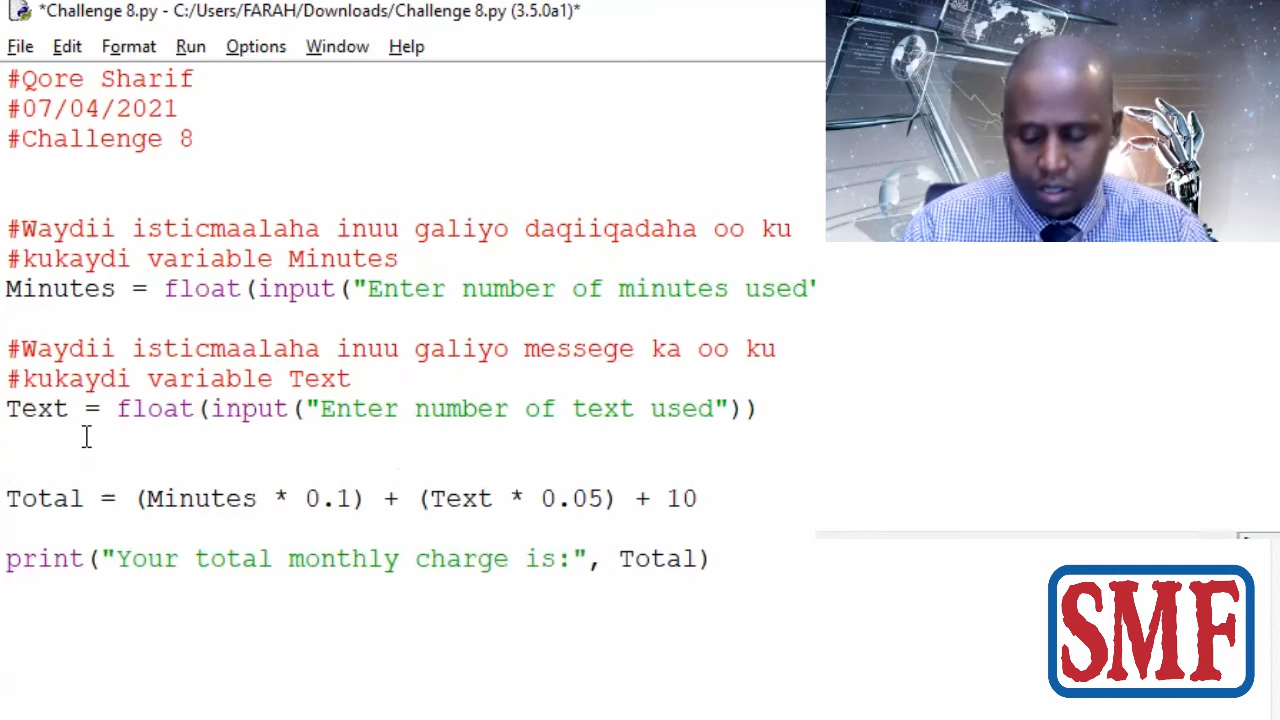 *Challenge 8.py - C:/Users/FARAH/Downloads/Challenge 8.py (3.5.0a1)*
File Edit Format Run Options Window Help
#Qore Sharif
#07/04/2021
#Challenge 8
#Waydii isticmaalaha inuu galiyo daqiiqadaha oo ku
#kukaydi variable Minutes
Minutes = float(input("Enter number of minutes used"
#Waydii isticmaalaha inuu galiyo messege ka oo ku
#kukaydi variable Text
Text = float(input("Enter number of text used"))
Total = (Minutes * 0.1) + (Text * 0.05) + 10
print("Your total monthly charge is:", Total)
SMF